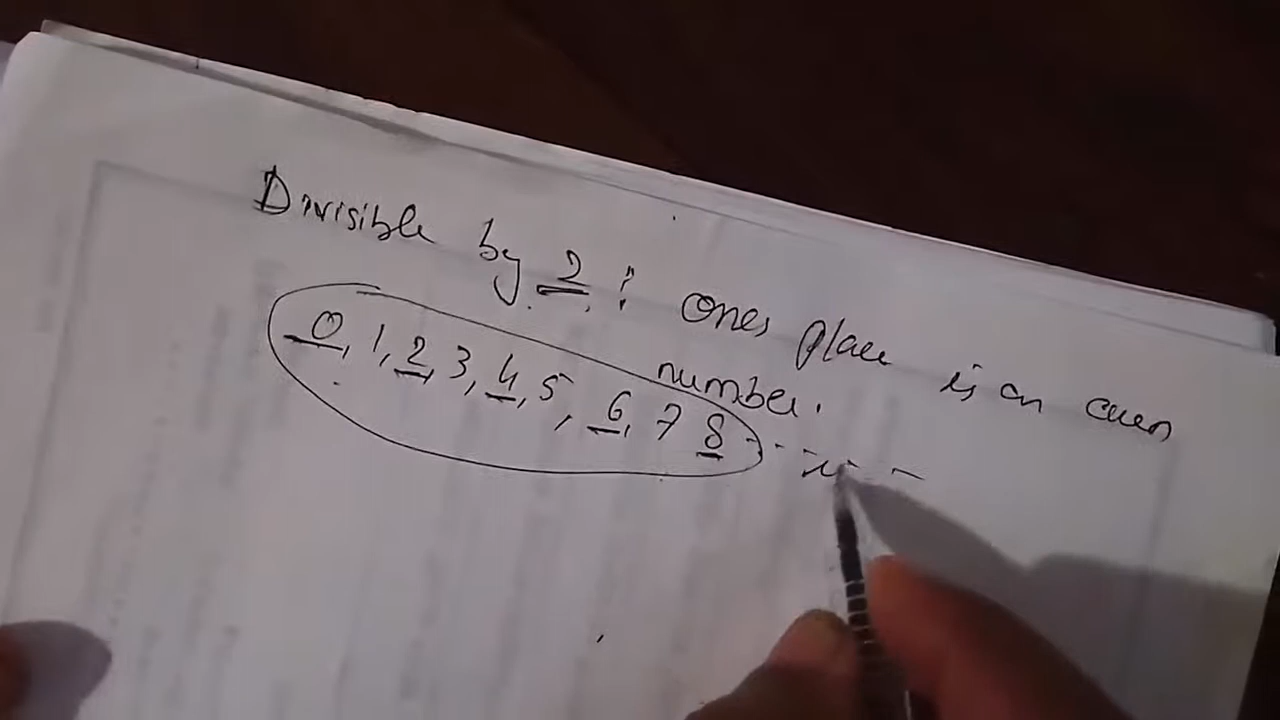 Divisible by 2 : Ones place is an even
number.
0, 1, 2, 3, 4, 5, 6, 7 8 - - - - -